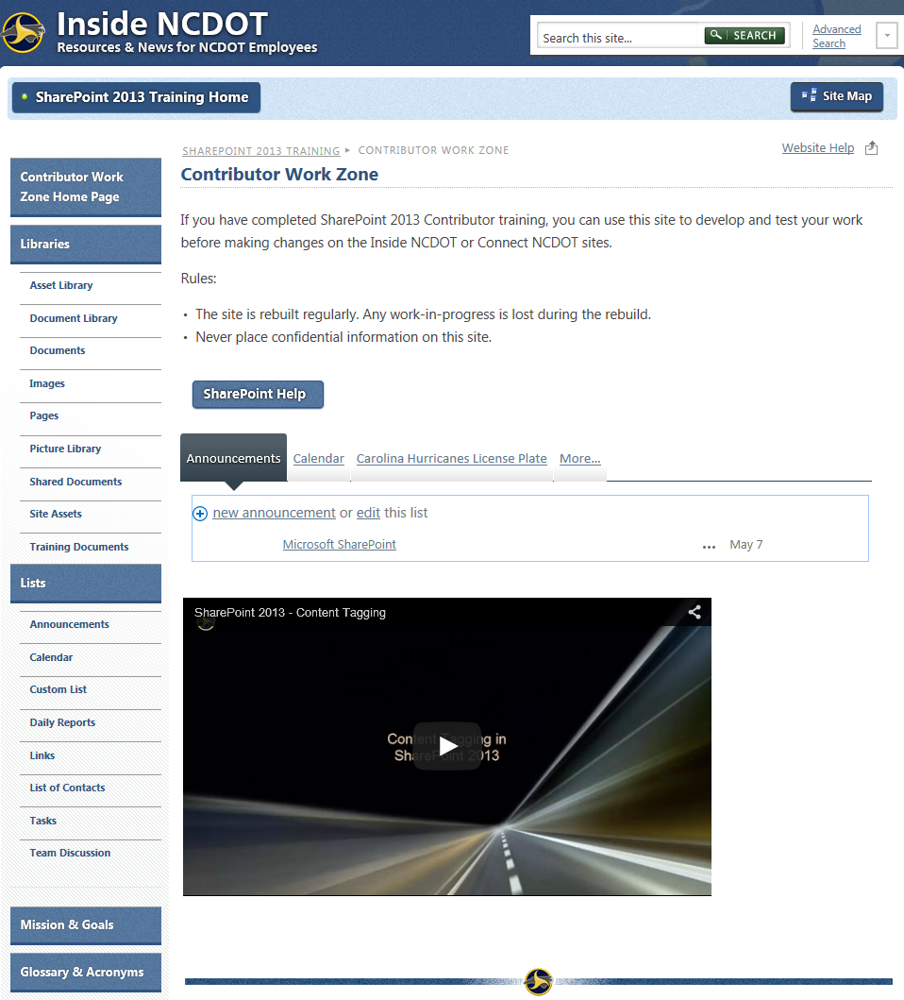 Inside NCDOT
Resources & News for NCDOT Employees
Search this site...
SEARCH
Advanced
Search
SharePoint 2013 Training Home
Site Map
SHAREPOINT 2013 TRAINING ▸ CONTRIBUTOR WORK ZONE
Website Help
Contributor Work Zone
Contributor Work
Zone Home Page
Libraries
Asset Library
Document Library
Documents
Images
Pages
Picture Library
Shared Documents
Site Assets
Training Documents
Lists
Announcements
Calendar
Custom List
Daily Reports
Links
List of Contacts
Tasks
Team Discussion
Mission & Goals
Glossary & Acronyms
If you have completed SharePoint 2013 Contributor training, you can use this site to develop and test your work
before making changes on the Inside NCDOT or Connect NCDOT sites.
Rules:
• The site is rebuilt regularly. Any work-in-progress is lost during the rebuild.
• Never place confidential information on this site.
SharePoint Help
Announcements Calendar Carolina Hurricanes License Plate More...
new announcement or edit this list
Microsoft SharePoint ... May 7
SharePoint 2013 - Content Tagging
Content Tagging in
SharePoint 2013